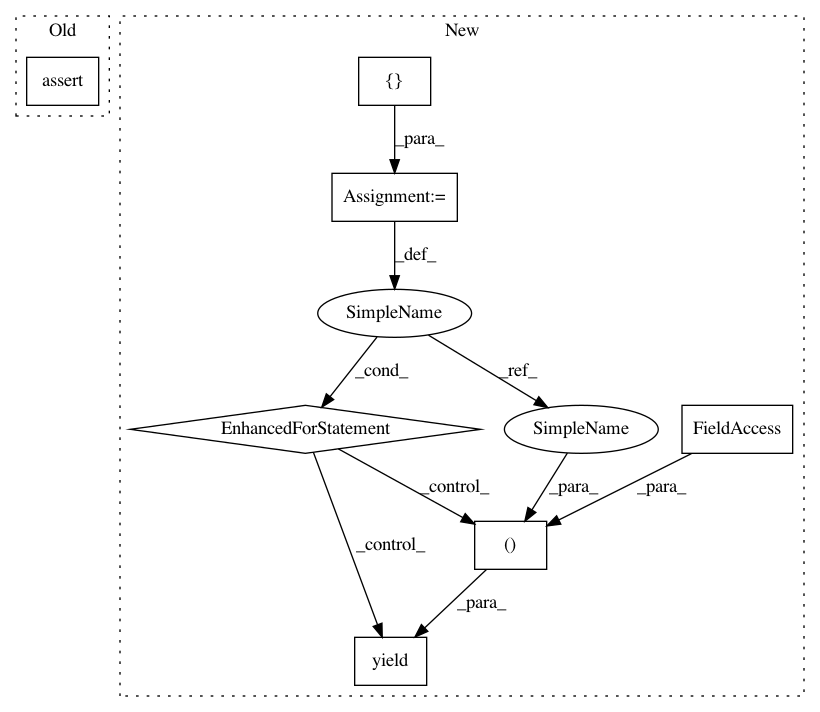 Old
New
assert
{}
_para_
Assignment:=
_def_
SimpleName
_cond_
_ref_
EnhancedForStatement
SimpleName
FieldAccess
_control_
_para_
_para_
_control_
()
_para_
yield